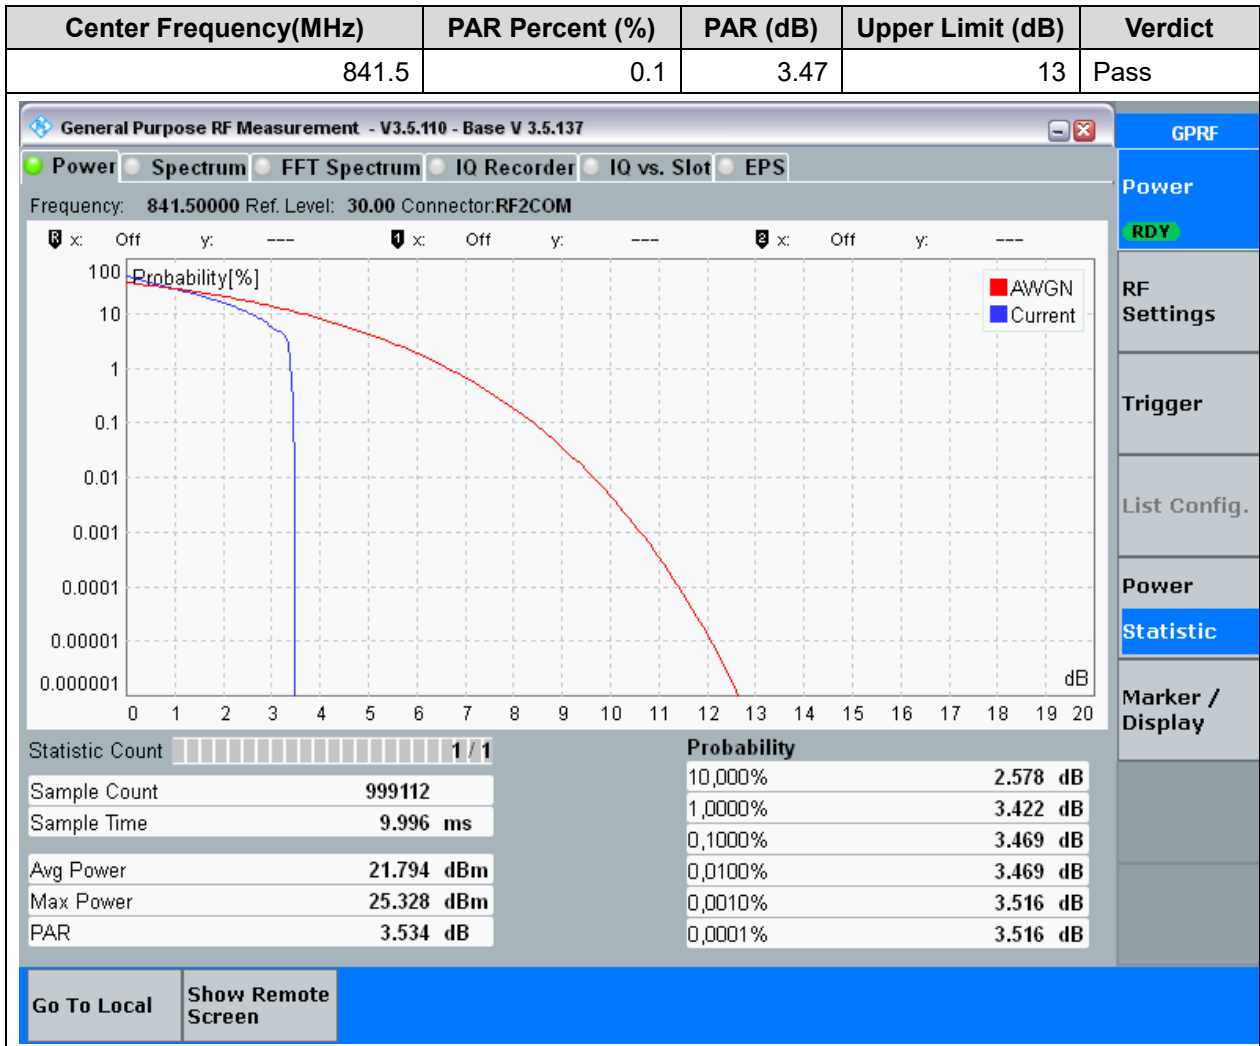 Center Frequency(MHz) PAR Percent (%) PAR (dB) Upper Limit (dB) Verdict
841.5 0.1 3.47 13 Pass
General Purpose RF Measurement - V3.5.110 - Base V 3.5.137
GPRF
Power Spectrum FFT Spectrum IQ Recorder IQ vs. Slot EPS
Power
RDY
Frequency: 841.50000 Ref. Level: 30.00 Connector:RF2COM
R x: Off y: --- 1 x: Off y: --- 2 x: Off y: ---
Probability[%]
AWGN
Current
100
10
1
0.1
0.01
0.001
0.0001
0.00001
0.000001
dB
0 1 2 3 4 5 6 7 8 9 10 11 12 13 14 15 16 17 18 19 20
RF
Settings
Trigger
List Config.
Power
Statistic
Marker /
Display
Statistic Count 1 / 1
Sample Count 999112
Sample Time 9.996 ms
Avg Power 21.794 dBm
Max Power 25.328 dBm
PAR 3.534 dB
Probability
10,000% 2.578 dB
1,0000% 3.422 dB
0,1000% 3.469 dB
0,0100% 3.469 dB
0,0010% 3.516 dB
0,0001% 3.516 dB
Go To Local
Show Remote
Screen